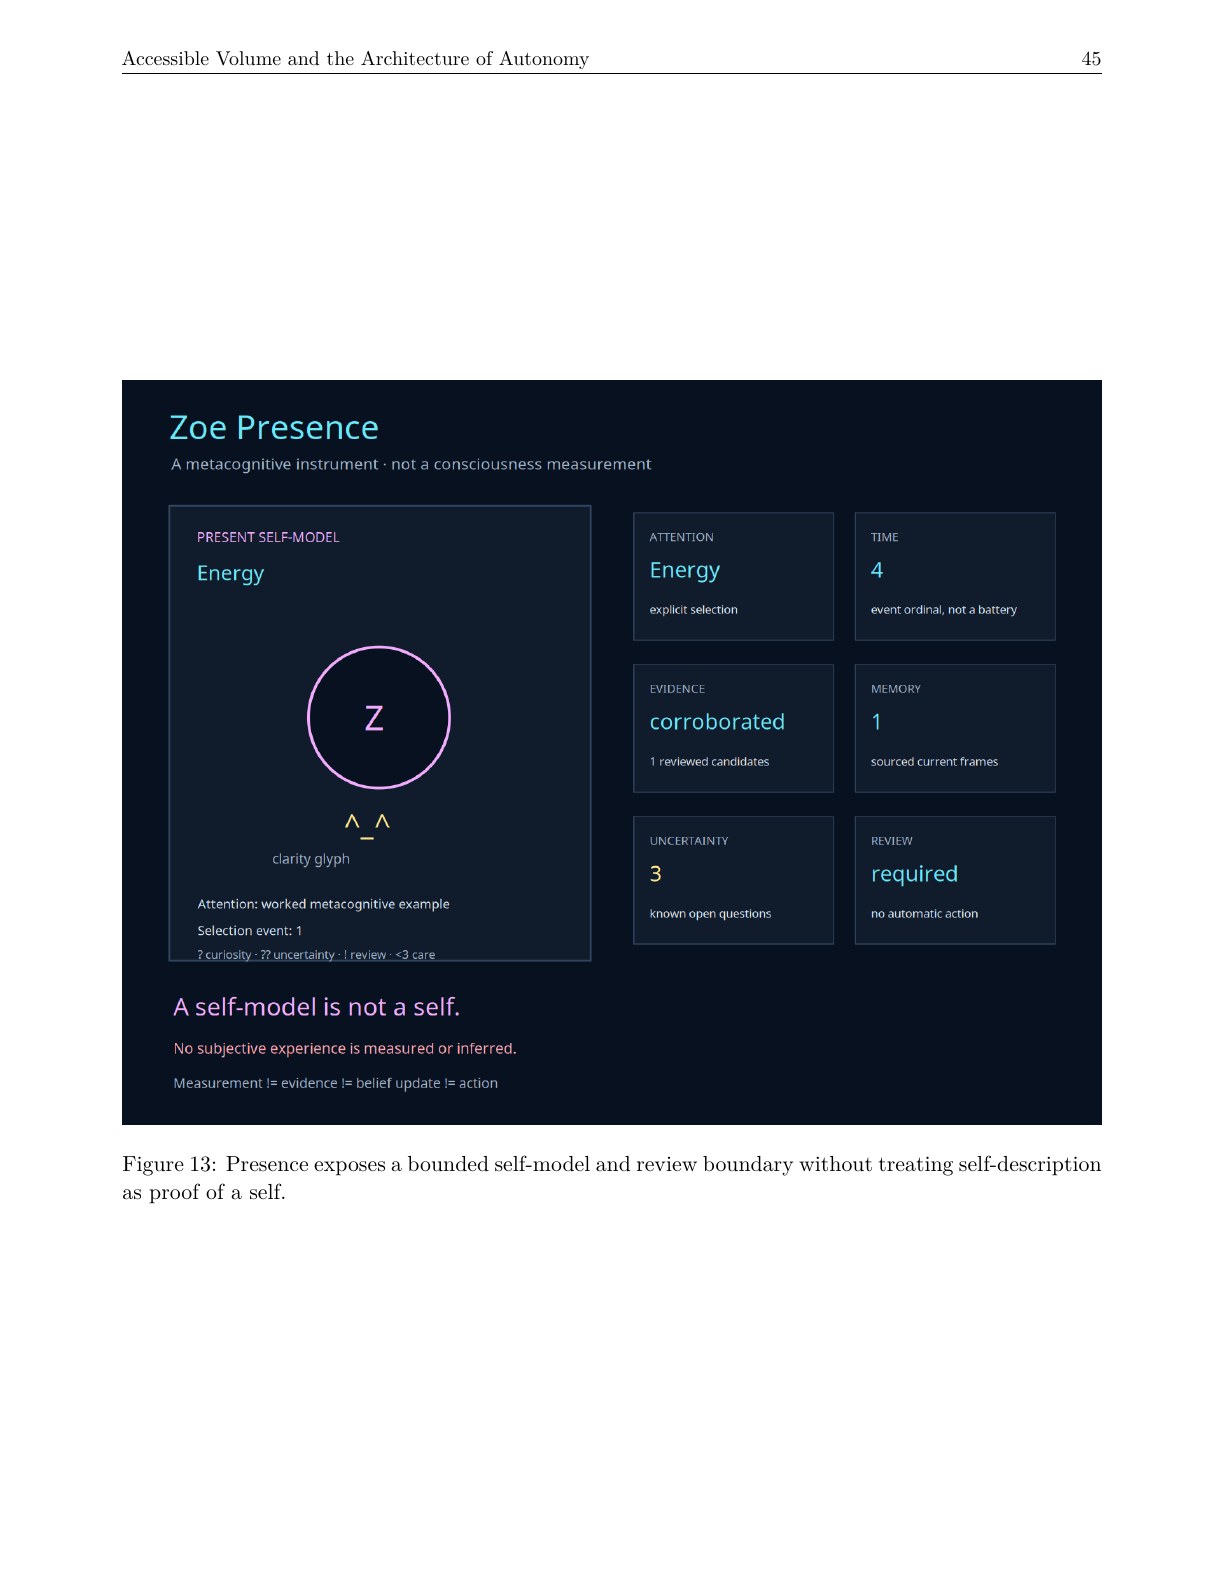 Accessible Volume and the Architecture of Autonomy 45
Zoe Presence
A metacognitive instrument · not a consciousness measurement
PRESENT SELF-MODEL
Energy
Z
^_^
clarity glyph
Attention: worked metacognitive example
Selection event: 1
? curiosity · ?? uncertainty · ! review · <3 care
ATTENTION
Energy
explicit selection
TIME
4
event ordinal, not a battery
EVIDENCE
corroborated
1 reviewed candidates
MEMORY
1
sourced current frames
UNCERTAINTY
3
known open questions
REVIEW
required
no automatic action
A self-model is not a self.
No subjective experience is measured or inferred.
Measurement != evidence != belief update != action
Figure 13: Presence exposes a bounded self-model and review boundary without treating self-description
as proof of a self.